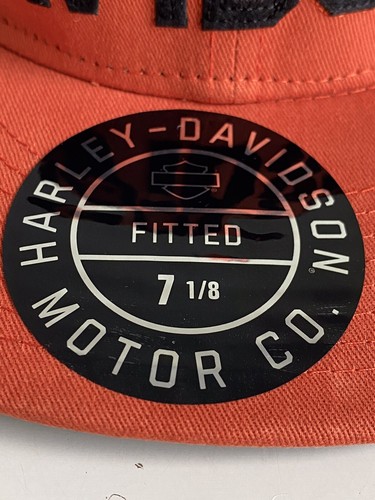 HARLEY-DAVIDSON
FITTED
7 1/8
MOTOR CO
®